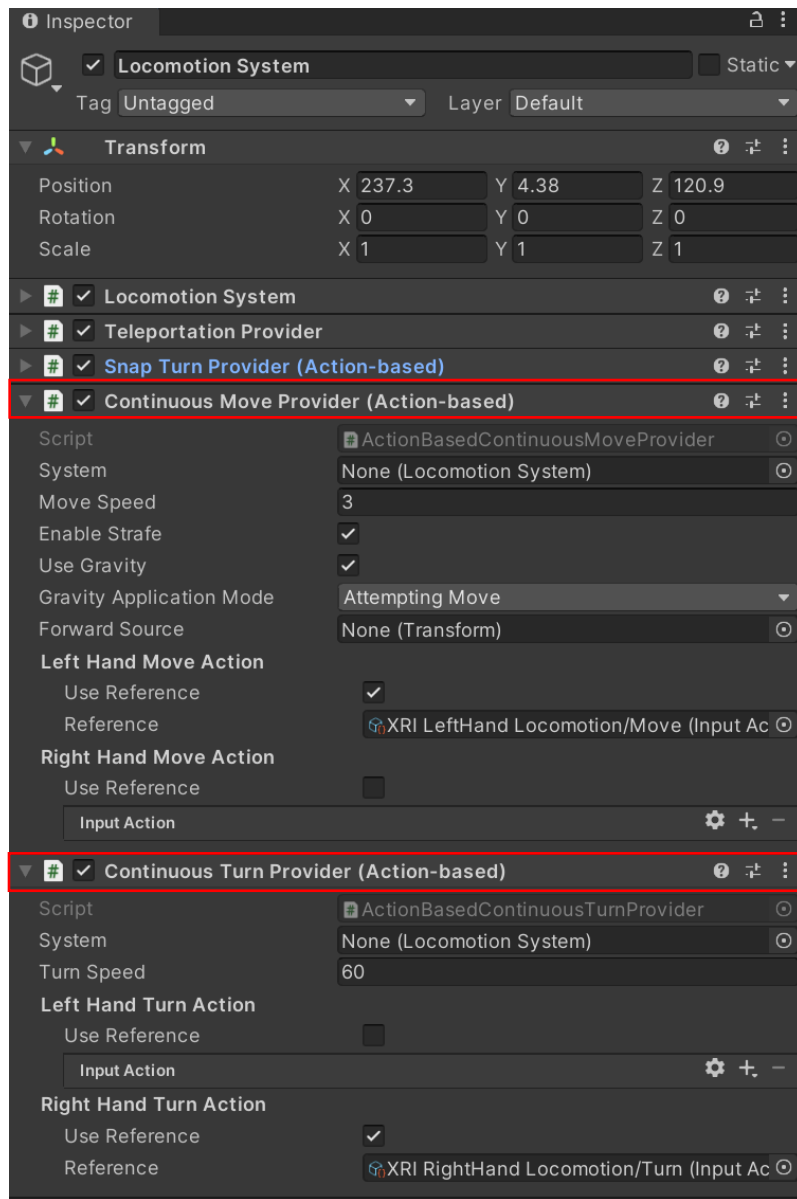 Inspector
Locomotion System Static
Tag Untagged Layer Default
Transform
Position X 237.3 Y 4.38 Z 120.9
Rotation X 0 Y 0 Z 0
Scale X 1 Y 1 Z 1
# Locomotion System
# Teleportation Provider
# Snap Turn Provider (Action-based)
# Continuous Move Provider (Action-based)
Script # ActionBasedContinuousMoveProvider
System None (Locomotion System)
Move Speed 3
Enable Strafe
Use Gravity
Gravity Application Mode Attempting Move
Forward Source None (Transform)
Left Hand Move Action
Use Reference
Reference XRI LeftHand Locomotion/Move (Input Ac
Right Hand Move Action
Use Reference
Input Action
# Continuous Turn Provider (Action-based)
Script # ActionBasedContinuousTurnProvider
System None (Locomotion System)
Turn Speed 60
Left Hand Turn Action
Use Reference
Input Action
Right Hand Turn Action
Use Reference
Reference XRI RightHand Locomotion/Turn (Input Ac